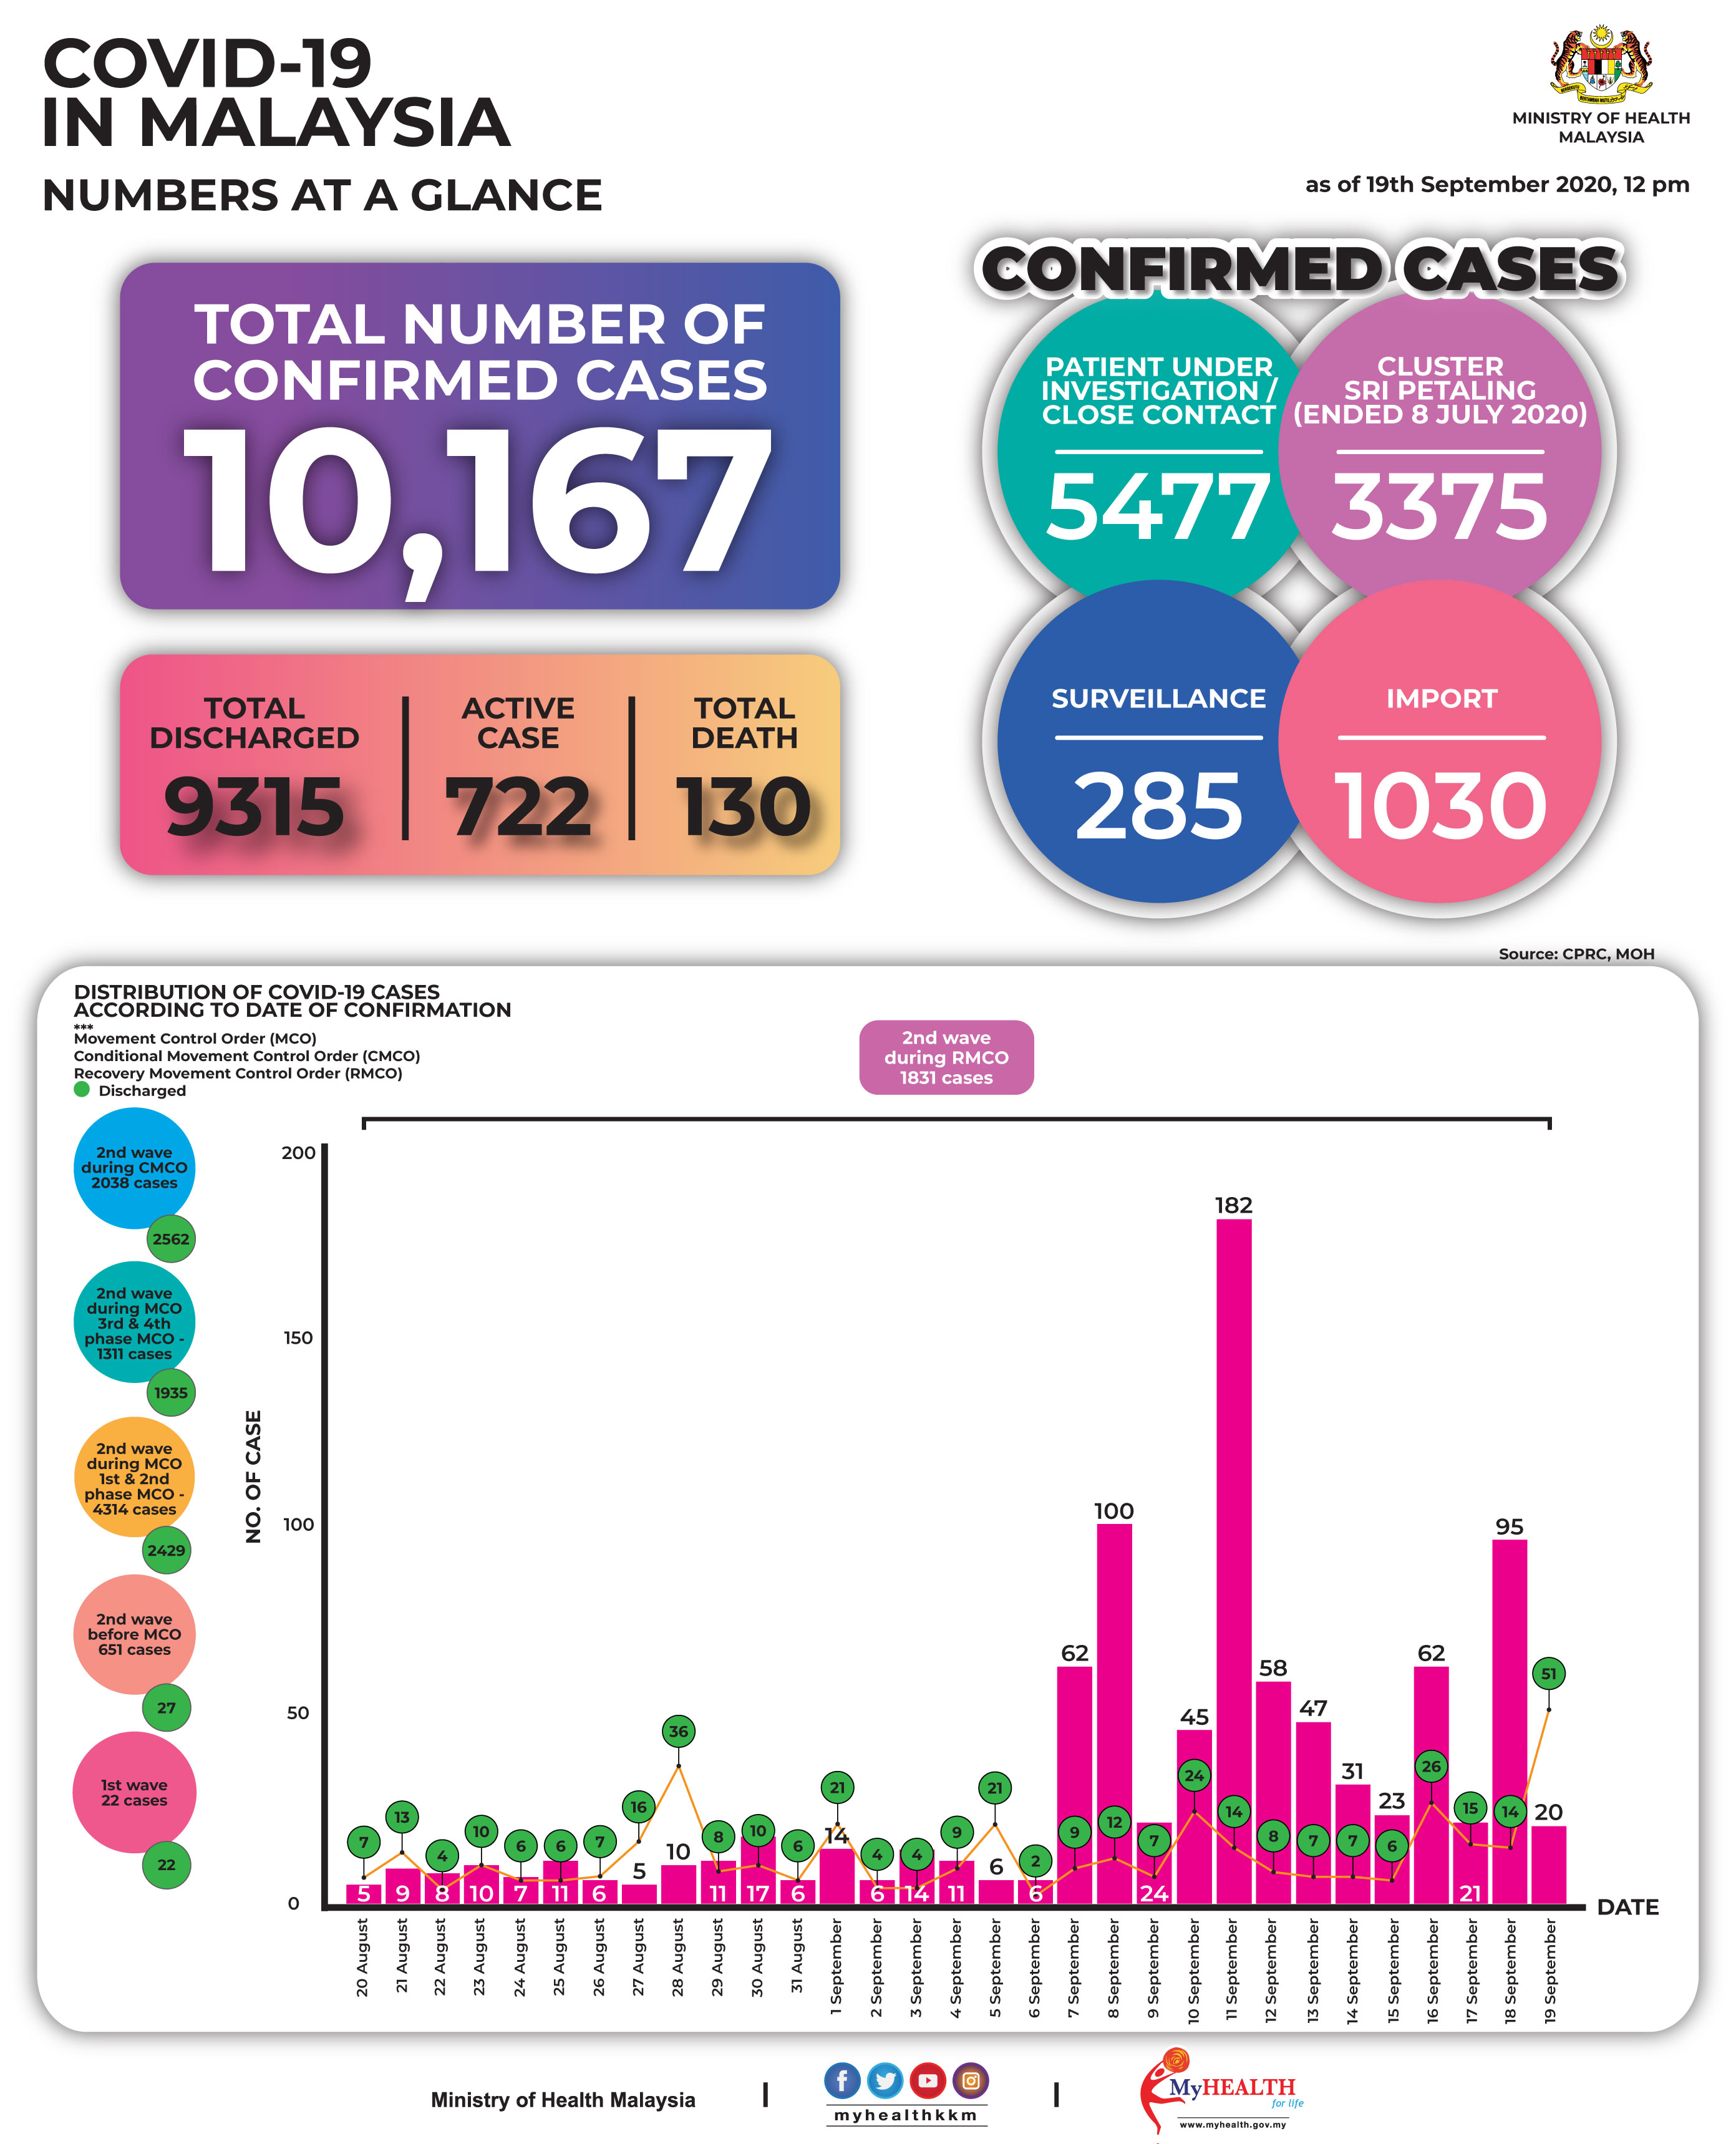 COVID-19
IN MALAYSIA
NUMBERS AT A GLANCE
MINISTRY OF HEALTH
MALAYSIA
as of 19th September 2020, 12 pm
TOTAL NUMBER OF
CONFIRMED CASES
10,167
TOTAL
DISCHARGED
9315
ACTIVE
CASE
722
TOTAL
DEATH
130
CONFIRMED CASES
PATIENT UNDER
INVESTIGATION /
CLOSE CONTACT
5477
CLUSTER
SRI PETALING
(ENDED 8 JULY 2020)
3375
SURVEILLANCE
285
IMPORT
1030
Source: CPRC, MOH
DISTRIBUTION OF COVID-19 CASES
ACCORDING TO DATE OF CONFIRMATION
***
Movement Control Order (MCO)
Conditional Movement Control Order (CMCO)
Recovery Movement Control Order (RMCO)
Discharged
2nd wave
during RMCO
1831 cases
2nd wave
during CMCO
2038 cases
2562
2nd wave
during MCO
3rd & 4th
phase MCO -
1311 cases
1935
2nd wave
during MCO
1st & 2nd
phase MCO -
4314 cases
2429
2nd wave
before MCO
651 cases
27
1st wave
22 cases
22
NO. OF CASE
200
150
100
50
0
7 13 4 10 6 6 7 16 36 8 10 6 21 4 4 9 21 2 9 12 7 24 14 8 7 7 6 26 15 14 51
5 9 8 10 7 11 6 5 10 11 17 6 14 6 14 11 6 6 62 100 24 45 182 58 47 31 23 62 21 95 20
DATE
20 August
21 August
22 August
23 August
24 August
25 August
26 August
27 August
28 August
29 August
30 August
31 August
1 September
2 September
3 September
4 September
5 September
6 September
7 September
8 September
9 September
10 September
11 September
12 September
13 September
14 September
15 September
16 September
17 September
18 September
19 September
Ministry of Health Malaysia
myhealthkkm
MyHEALTH
for life
www.myhealth.gov.my